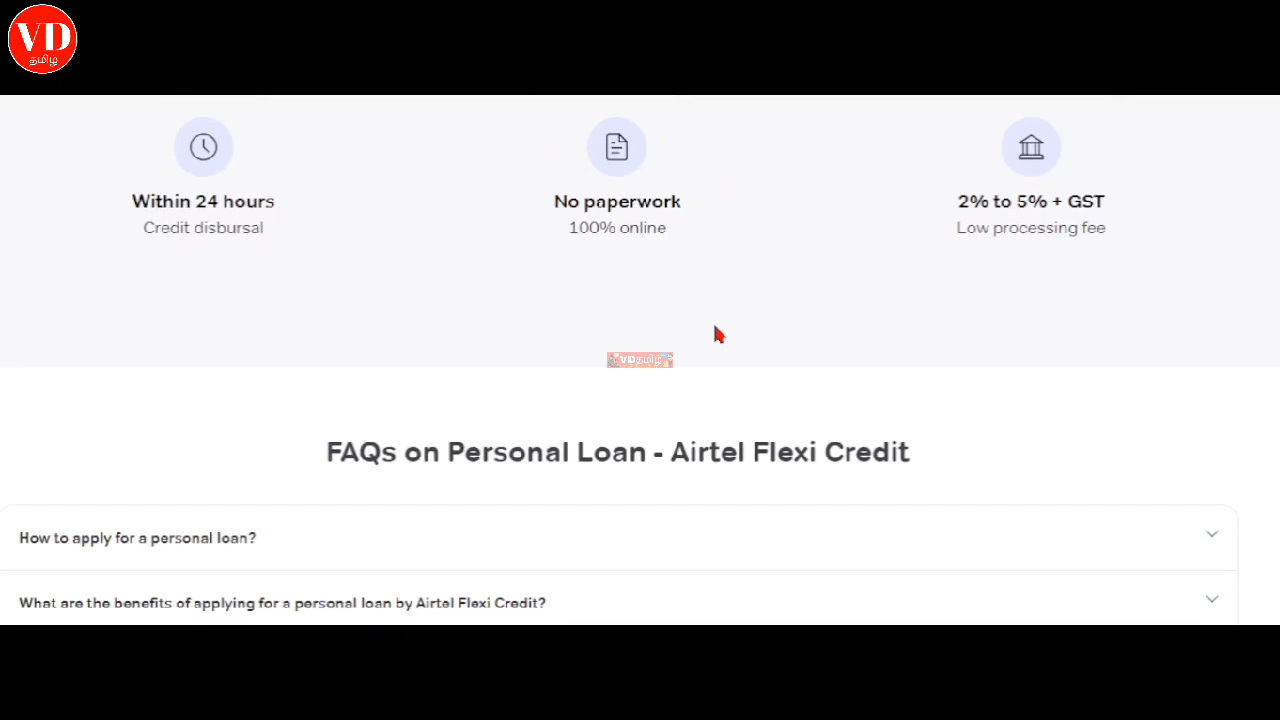 VD
தமிழ்
Within 24 hours
Credit disbursal
No paperwork
100% online
2% to 5% + GST
Low processing fee
VDதமிழ்
FAQs on Personal Loan - Airtel Flexi Credit
How to apply for a personal loan?
What are the benefits of applying for a personal loan by Airtel Flexi Credit?